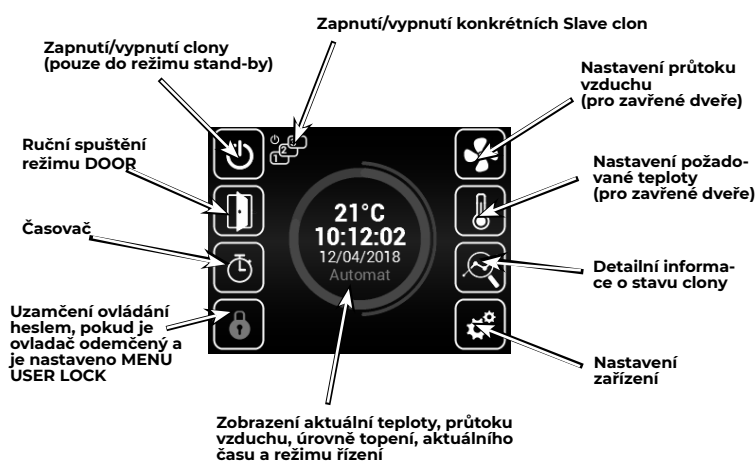 Zapnutí/vypnutí konkrétních Slave clon
Zapnutí/vypnutí clony
(pouze do režimu stand-by)
Nastavení průtoku
vzduchu
(pro zavřené dveře)
Ruční spuštění
režimu DOOR
Nastavení požado-
vané teploty
(pro zavřené dveře)
Časovač
Detailní informa-
ce o stavu clony
Uzamčení ovládání
heslem, pokud je
ovladač odemčený a
je nastaveno MENU
USER LOCK
Nastavení
zařízení
1
2
21°C
10:12:02
12/04/2018
Automat
Zobrazení aktuální teploty, průtoku
vzduchu, úrovně topení, aktuálního
času a režimu řízení